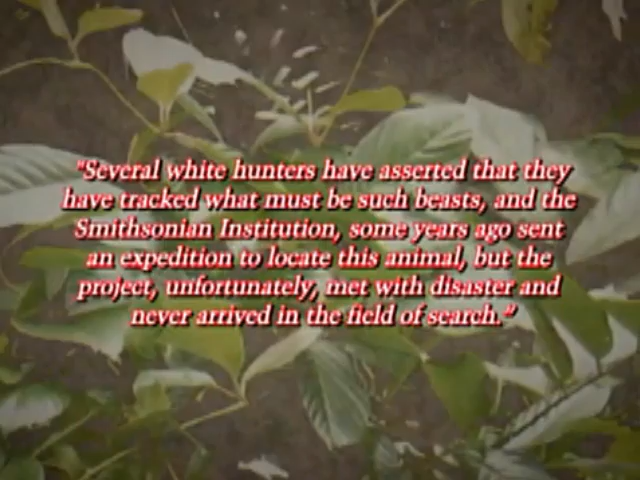 "Several white hunters have asserted that they
have tracked what must be such beasts, and the
Smithsonian Institution, some years ago sent
an expedition to locate this animal, but the
project, unfortunately, met with disaster and
never arrived in the field of search."